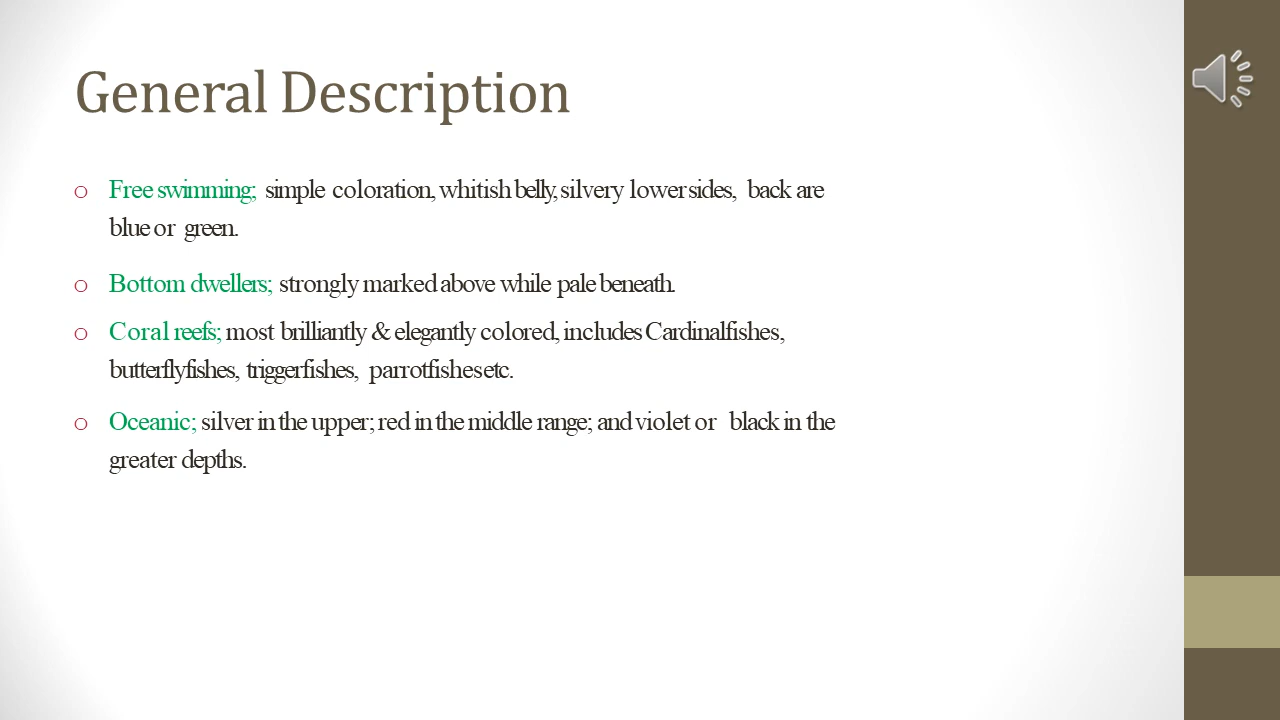 General Description
o Free swimming; simple coloration, whitish belly, silvery lower sides, back are
blue or green.
o Bottom dwellers; strongly marked above while pale beneath.
o Coral reefs; most brilliantly & elegantly colored, includes Cardinalfishes,
butterflyfishes, triggerfishes, parrotfishes etc.
o Oceanic; silver in the upper; red in the middle range; and violet or black in the
greater depths.